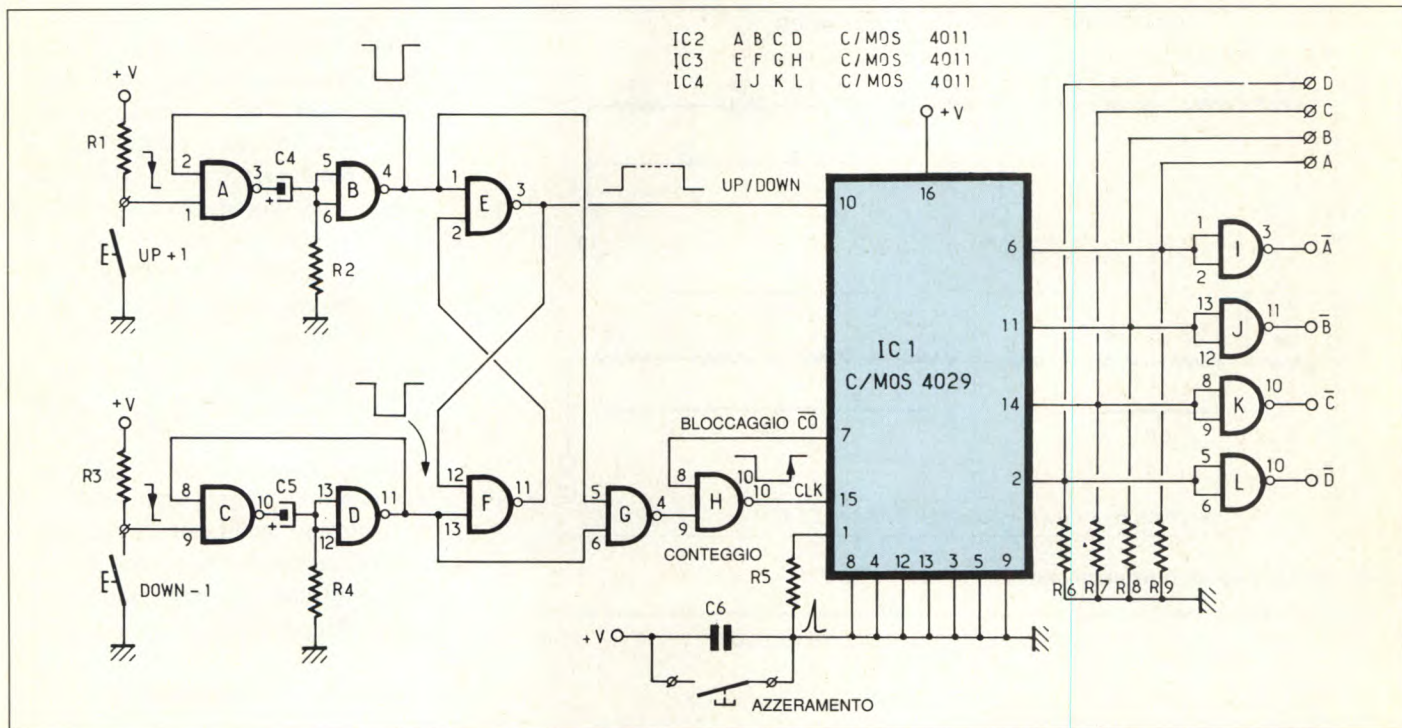 IC2 A B C D C/MOS 4011
IC3 E F G H C/MOS 4011
IC4 I J K L C/MOS 4011
+V
R1
2
1
A
3
C4
+
5
6
B
4
R2
UP +1
1
2
E
3
UP/DOWN
+V
10
16
6
11
14
2
7
15
1
IC1
C/MOS 4029
8 4 12 13 3 5 9
D
C
B
A
1
2
I
3
A̅
13
12
J
11
B̅
8
9
K
10
C̅
5
6
L
10
D̅
R6 R7 R8 R9
+V
R3
8
9
C
10
C5
+
13
12
D
11
R4
DOWN -1
12
13
F
11
5
6
G
4
BLOCCAGGIO C̅O̅
8
9
H
10
10
CLK
CONTEGGIO
R5
+V
C6
AZZERAMENTO